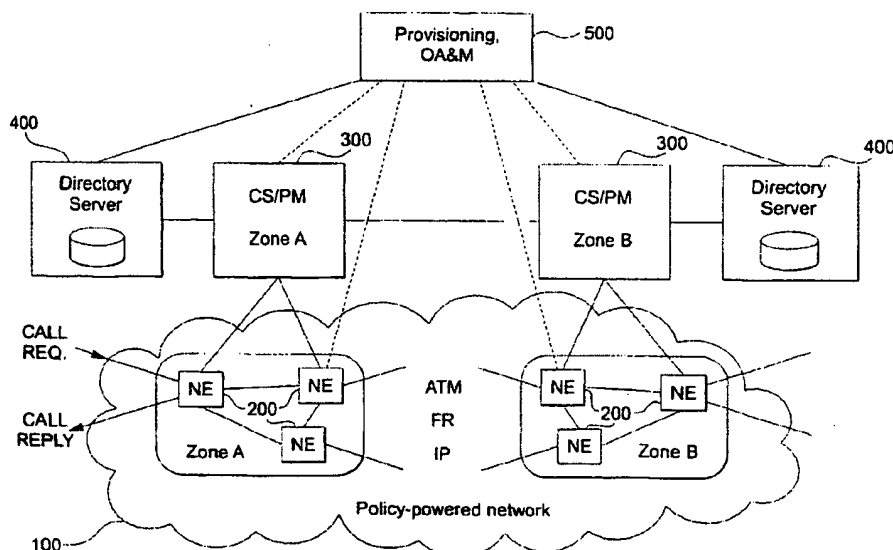 Provisioning,
OA&M
500
400
300
300
400
Directory
Server
CS/PM
Zone A
CS/PM
Zone B
Directory
Server
CALL
REQ.
CALL
REPLY
NE
NE
NE
200
Zone A
ATM
FR
IP
NE
NE
NE
200
Zone B
Policy-powered network
100